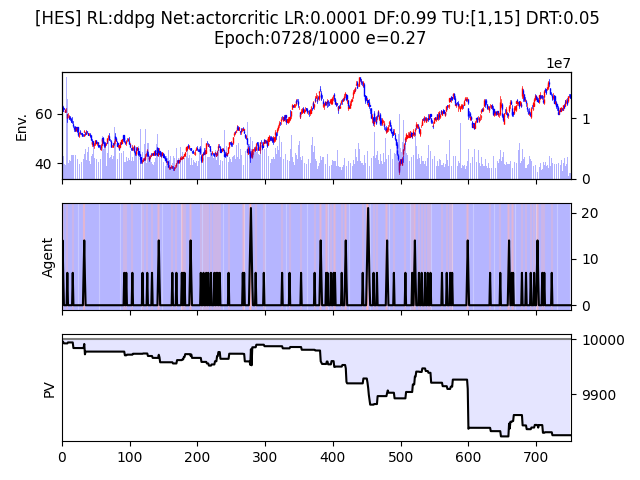 [HES] RL:ddpg Net:actorcritic LR:0.0001 DF:0.99 TU:[1,15] DRT:0.05
Epoch:0728/1000 e=0.27
1e7
Env.
60
40
1
0
Agent
20
10
0
PV
10000
9900
0 100 200 300 400 500 600 700